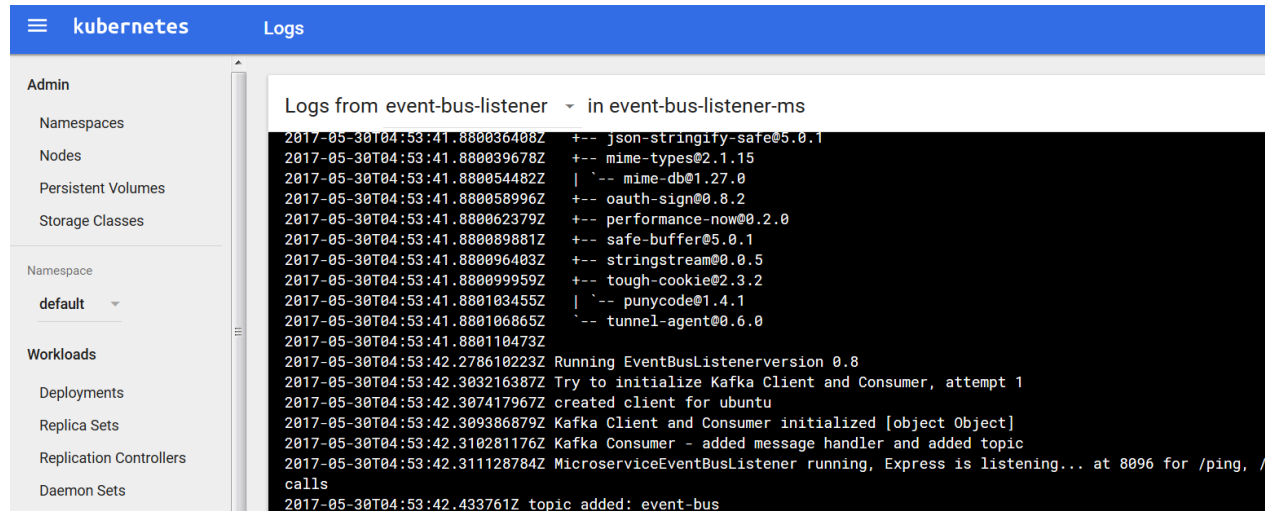 kubernetes
Logs
Admin
Namespaces
Nodes
Persistent Volumes
Storage Classes
Namespace
default
Workloads
Deployments
Replica Sets
Replication Controllers
Daemon Sets
Logs from event-bus-listener in event-bus-listener-ms
2017-05-30T04:53:41.880036408Z   +-- json-stringify-safe@5.0.1
2017-05-30T04:53:41.880039678Z   +-- mime-types@2.1.15
2017-05-30T04:53:41.880054482Z   | `-- mime-db@1.27.0
2017-05-30T04:53:41.880058996Z   +-- oauth-sign@0.8.2
2017-05-30T04:53:41.880062379Z   +-- performance-now@0.2.0
2017-05-30T04:53:41.880089881Z   +-- safe-buffer@5.0.1
2017-05-30T04:53:41.880096403Z   +-- stringstream@0.0.5
2017-05-30T04:53:41.880099959Z   +-- tough-cookie@2.3.2
2017-05-30T04:53:41.880103455Z   | `-- punycode@1.4.1
2017-05-30T04:53:41.880106865Z   `-- tunnel-agent@0.6.0
2017-05-30T04:53:41.880110473Z
2017-05-30T04:53:42.278610223Z Running EventBusListenerversion 0.8
2017-05-30T04:53:42.303216387Z Try to initialize Kafka Client and Consumer, attempt 1
2017-05-30T04:53:42.307417967Z created client for ubuntu
2017-05-30T04:53:42.309386879Z Kafka Client and Consumer initialized [object Object]
2017-05-30T04:53:42.310281176Z Kafka Consumer - added message handler and added topic
2017-05-30T04:53:42.311128784Z MicroserviceEventBusListener running, Express is listening... at 8096 for /ping, /
calls
2017-05-30T04:53:42.433761Z topic added: event-bus